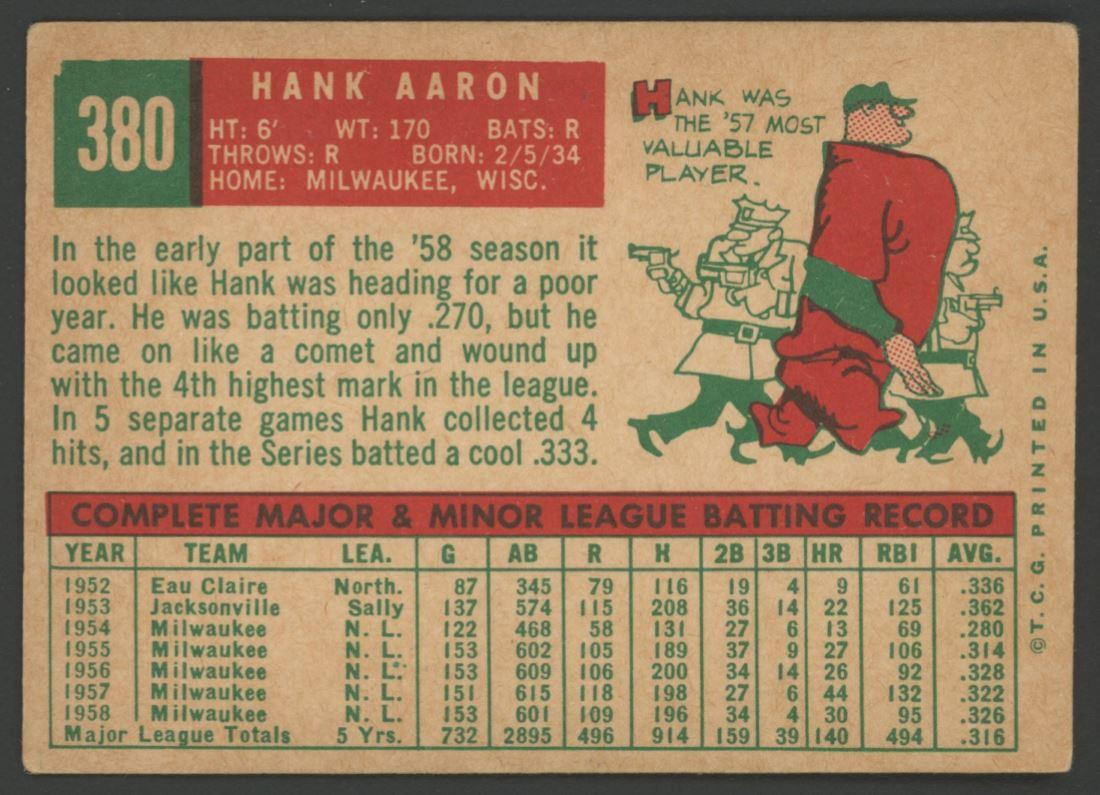 380
HANK AARON
HT: 6' WT: 170 BATS: R
THROWS: R BORN: 2/5/34
HOME: MILWAUKEE, WISC.
HANK WAS
THE '57 MOST
VALUABLE
PLAYER.
In the early part of the '58 season it
looked like Hank was heading for a poor
year. He was batting only .270, but he
came on like a comet and wound up
with the 4th highest mark in the league.
In 5 separate games Hank collected 4
hits, and in the Series batted a cool .333.
COMPLETE MAJOR & MINOR LEAGUE BATTING RECORD
YEAR TEAM LEA. G AB R H 2B 3B HR RBI AVG.
1952 Eau Claire North. 87 345 79 116 19 4 9 61 .336
1953 Jacksonville Sally 137 574 115 208 36 14 22 125 .362
1954 Milwaukee N. L. 122 468 58 131 27 6 13 69 .280
1955 Milwaukee N. L. 153 602 105 189 37 9 27 106 .314
1956 Milwaukee N. L. 153 609 106 200 34 14 26 92 .328
1957 Milwaukee N. L. 151 615 118 198 27 6 44 132 .322
1958 Milwaukee N. L. 153 601 109 196 34 4 30 95 .326
Major League Totals 5 Yrs. 732 2895 496 914 159 39 140 494 .316
© T. C. G. PRINTED IN U.S.A.